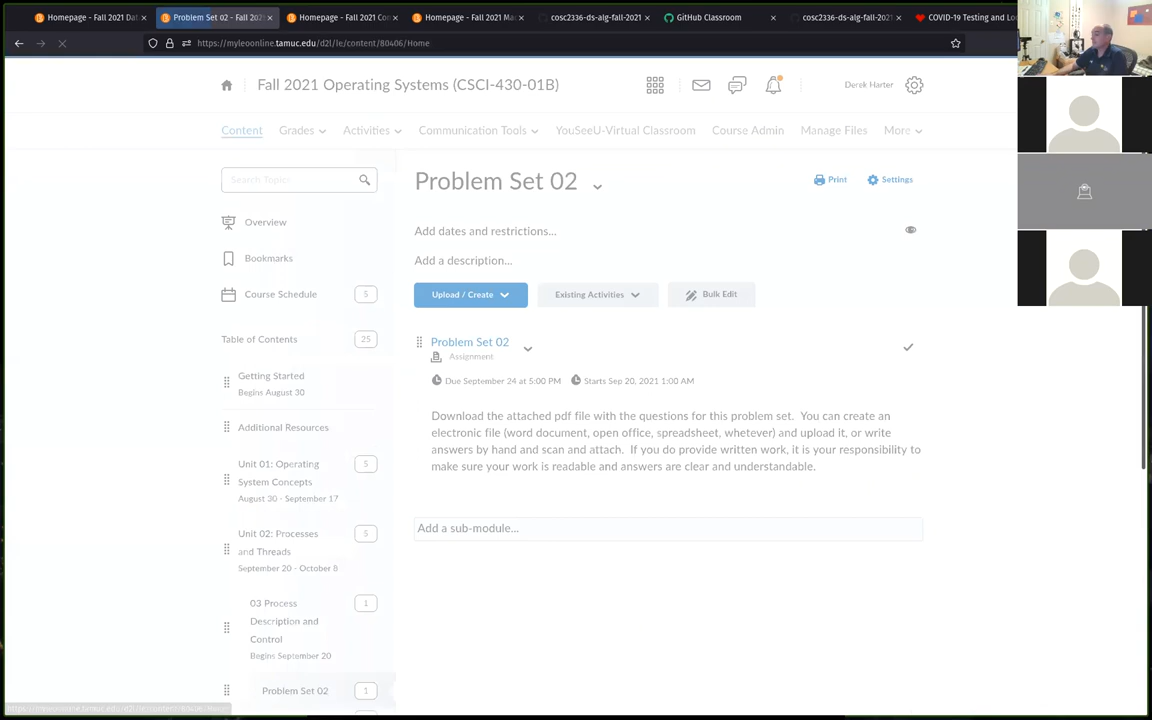 Homepage - Fall 2021 Dat
Problem Set 02 - Fall 202
Homepage - Fall 2021 Con
Homepage - Fall 2021 Mac
cosc2336-ds-alg-fall-2021
GitHub Classroom
cosc2336-ds-alg-fall-2021
COVID-19 Testing and Lo
https://myleoonline.tamuc.edu/d2l/le/content/80406/Home
Fall 2021 Operating Systems (CSCI-430-01B)
Derek Harter
Content
Grades
Activities
Communication Tools
YouSeeU-Virtual Classroom
Course Admin
Manage Files
More
Search Topics
Problem Set 02
Print
Settings
Overview
Add dates and restrictions...
Bookmarks
Add a description...
Course Schedule
5
Upload / Create
Existing Activities
Bulk Edit
Table of Contents
25
Problem Set 02
Assignment
Getting Started
Begins August 30
Due September 24 at 5:00 PM
Starts Sep 20, 2021 1:00 AM
Additional Resources
Download the attached pdf file with the questions for this problem set. You can create an
electronic file (word document, open office, spreadsheet, whatever) and upload it, or write
answers by hand and scan and attach. If you do provide written work, it is your responsibility to
make sure your work is readable and answers are clear and understandable.
Unit 01: Operating
System Concepts
5
August 30 - September 17
Add a sub-module...
Unit 02: Processes
and Threads
5
September 20 - October 8
03 Process
Description and
Control
1
Begins September 20
Problem Set 02
1